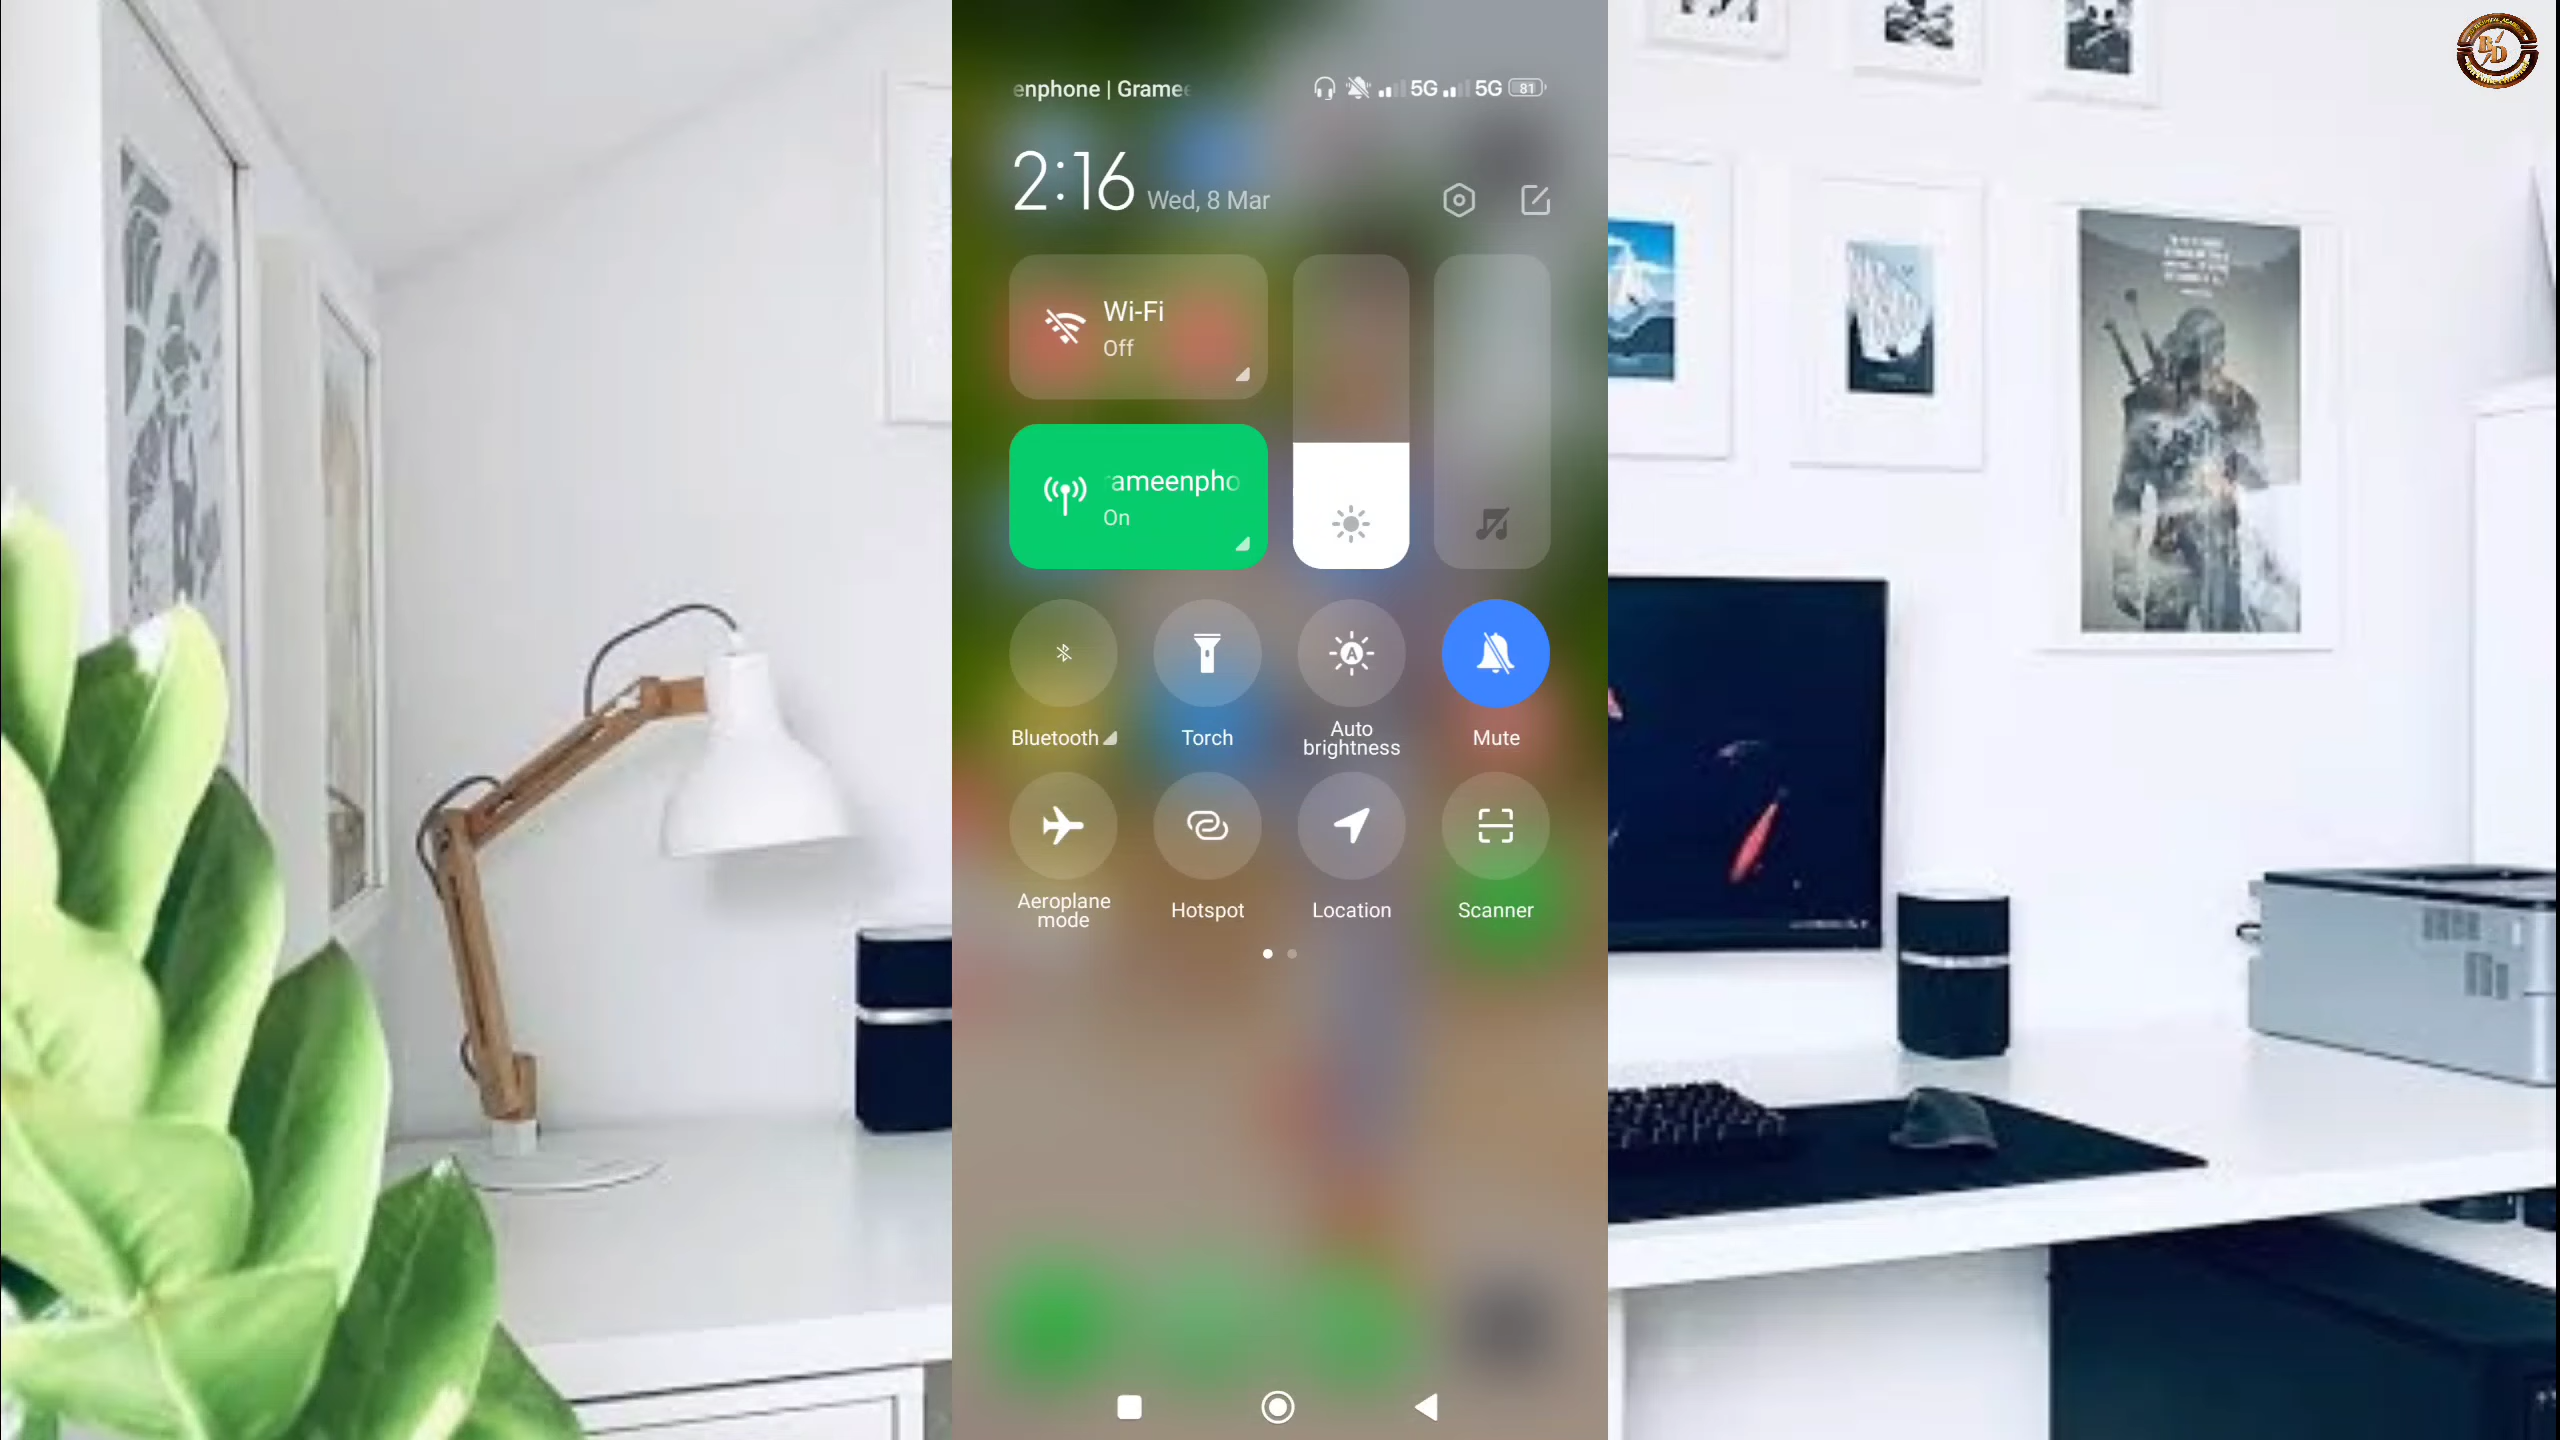 enphone | Gramee
5G 5G 81
2:16 Wed, 8 Mar
Wi-Fi
Off
ameenpho
On
Bluetooth
Torch
Auto
brightness
Mute
Aeroplane
mode
Hotspot
Location
Scanner